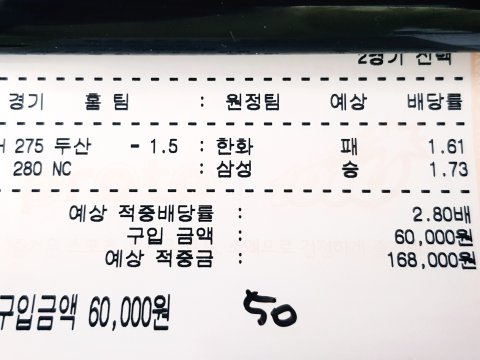 2경기 선택
경기 홈 팀 : 원정팀 예상 배당률
275 두산 - 1.5 : 한화 패 1.61
280 NC : 삼성 승 1.73
예상 적중배당률 : 2.80배
구입 금액 : 60,000원
예상 적중금 : 168,000원
구입금액 60,000원 50